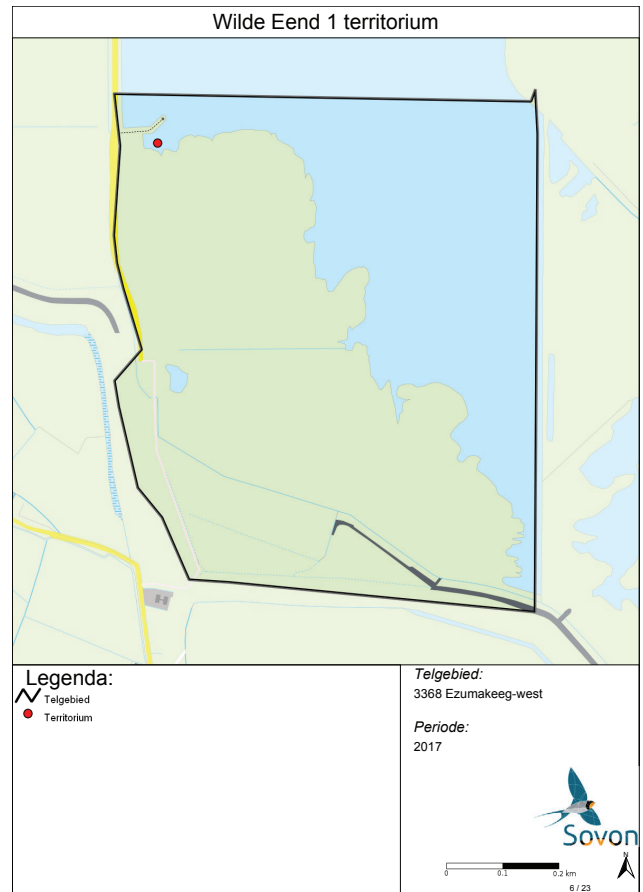 Wilde Eend 1 territorium
Legenda:
Telgebied
Territorium
Telgebied:
3368 Ezumakeeg-west
Periode:
2017
Sovon
N
0 0.1 0.2 km
6 / 23